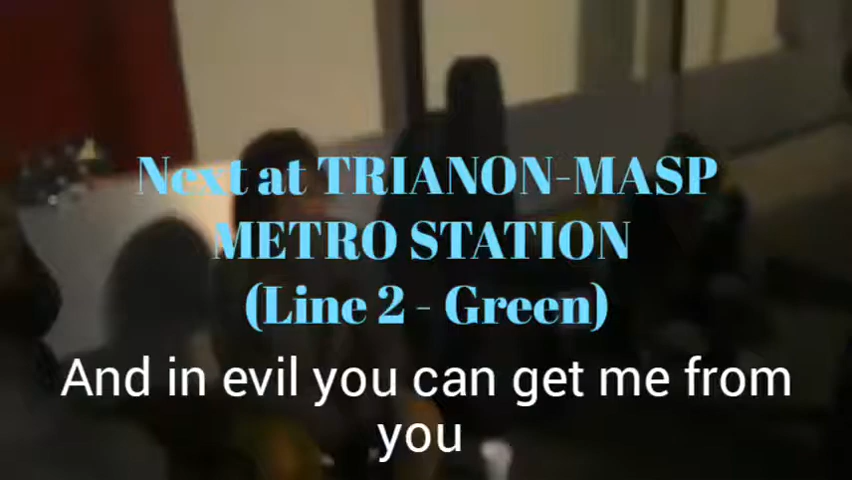 Next at TRIANON-MASP
METRO STATION
(Line 2 - Green)
And in evil you can get me from
you